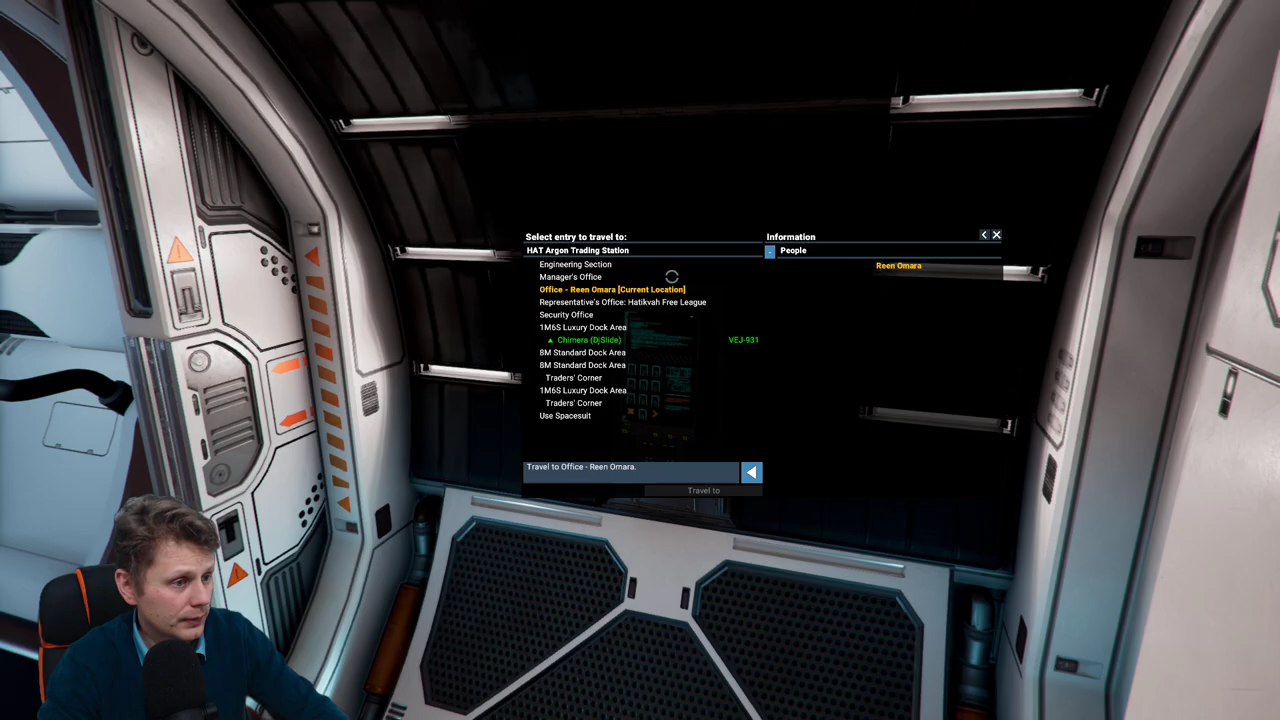 Select entry to travel to:
HAT Argon Trading Station
Engineering Section
Manager's Office
Office - Reen Omara [Current Location]
Representative's Office: Hatikvah Free League
Security Office
1M6S Luxury Dock Area
▲ Chimera (DjSlide) VEJ-931
8M Standard Dock Area
8M Standard Dock Area
Traders' Corner
1M6S Luxury Dock Area
Traders' Corner
Use Spacesuit
Travel to Office - Reen Omara.
Travel to
Information
People
Reen Omara